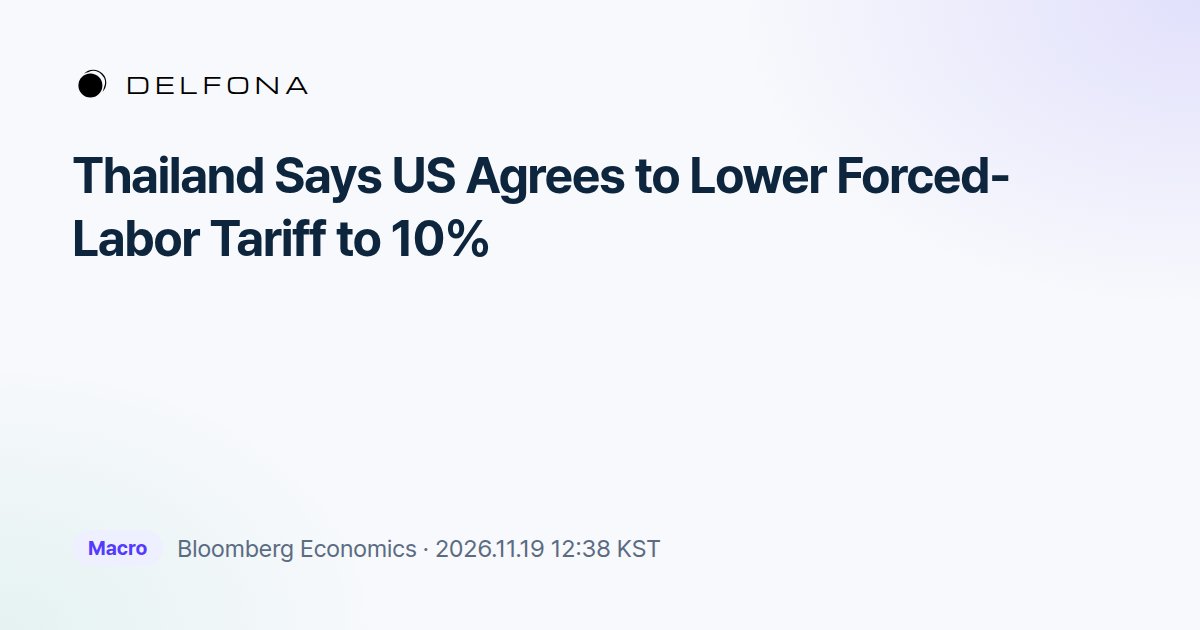 DELFONA
Thailand Says US Agrees to Lower Forced-
Labor Tariff to 10%
Macro Bloomberg Economics · 2026.11.19 12:38 KST